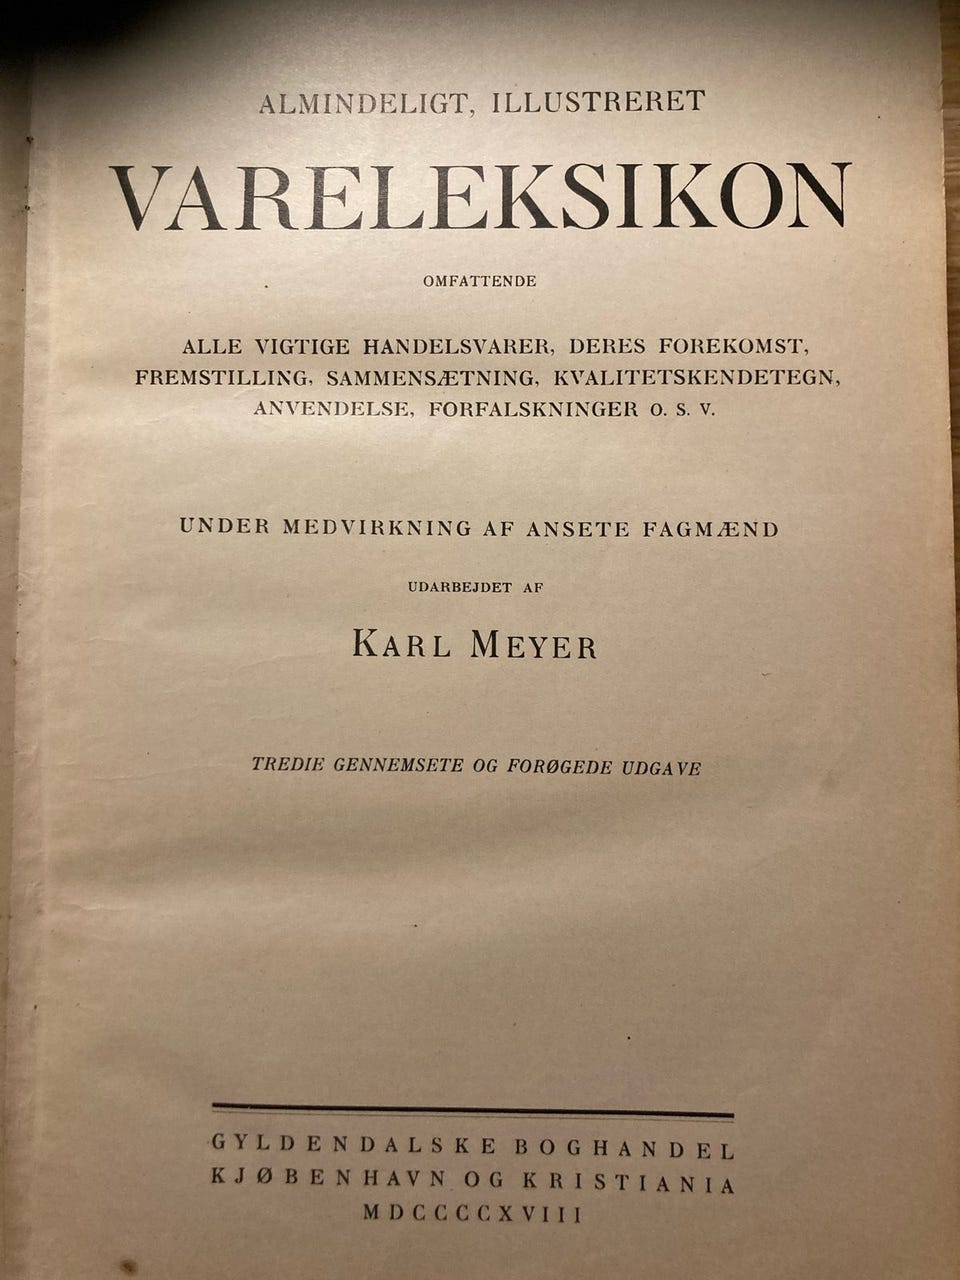 ALMINDELIGT, ILLUSTRERET
VARELEKSIKON
OMFATTENDE
ALLE VIGTIGE HANDELSVARER, DERES FOREKOMST,
FREMSTILLING, SAMMENSÆTNING, KVALITETSKENDETEGN,
ANVENDELSE, FORFALSKNINGER O. S. V.
UNDER MEDVIRKNING AF ANSETE FAGMÆND
UDARBEJDET AF
KARL MEYER
TREDIE GENNEMSETE OG FORØGEDE UDGAVE
GYLDENDALSKE BOGHANDEL
KJØBENHAVN OG KRISTIANIA
MDCCCCXVIII